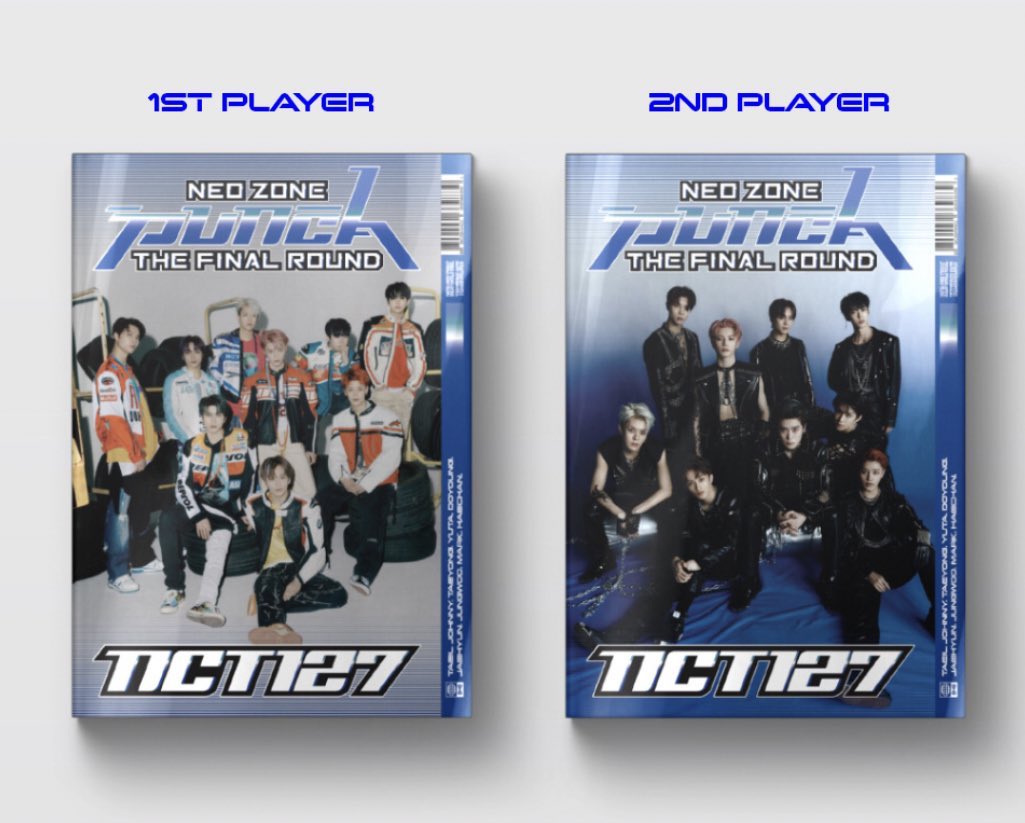 1ST PLAYER
NEO ZONE
PUNCH
THE FINAL ROUND
NCT127
TAEIL. JOHNNY. TAEYONG. YUTA. DOYOUNG.
JAEHYUN. JUNGWOO. MARK. HAECHAN.
2ND PLAYER
NEO ZONE
PUNCH
THE FINAL ROUND
NCT127
TAEIL. JOHNNY. TAEYONG. YUTA. DOYOUNG.
JAEHYUN. JUNGWOO. MARK. HAECHAN.